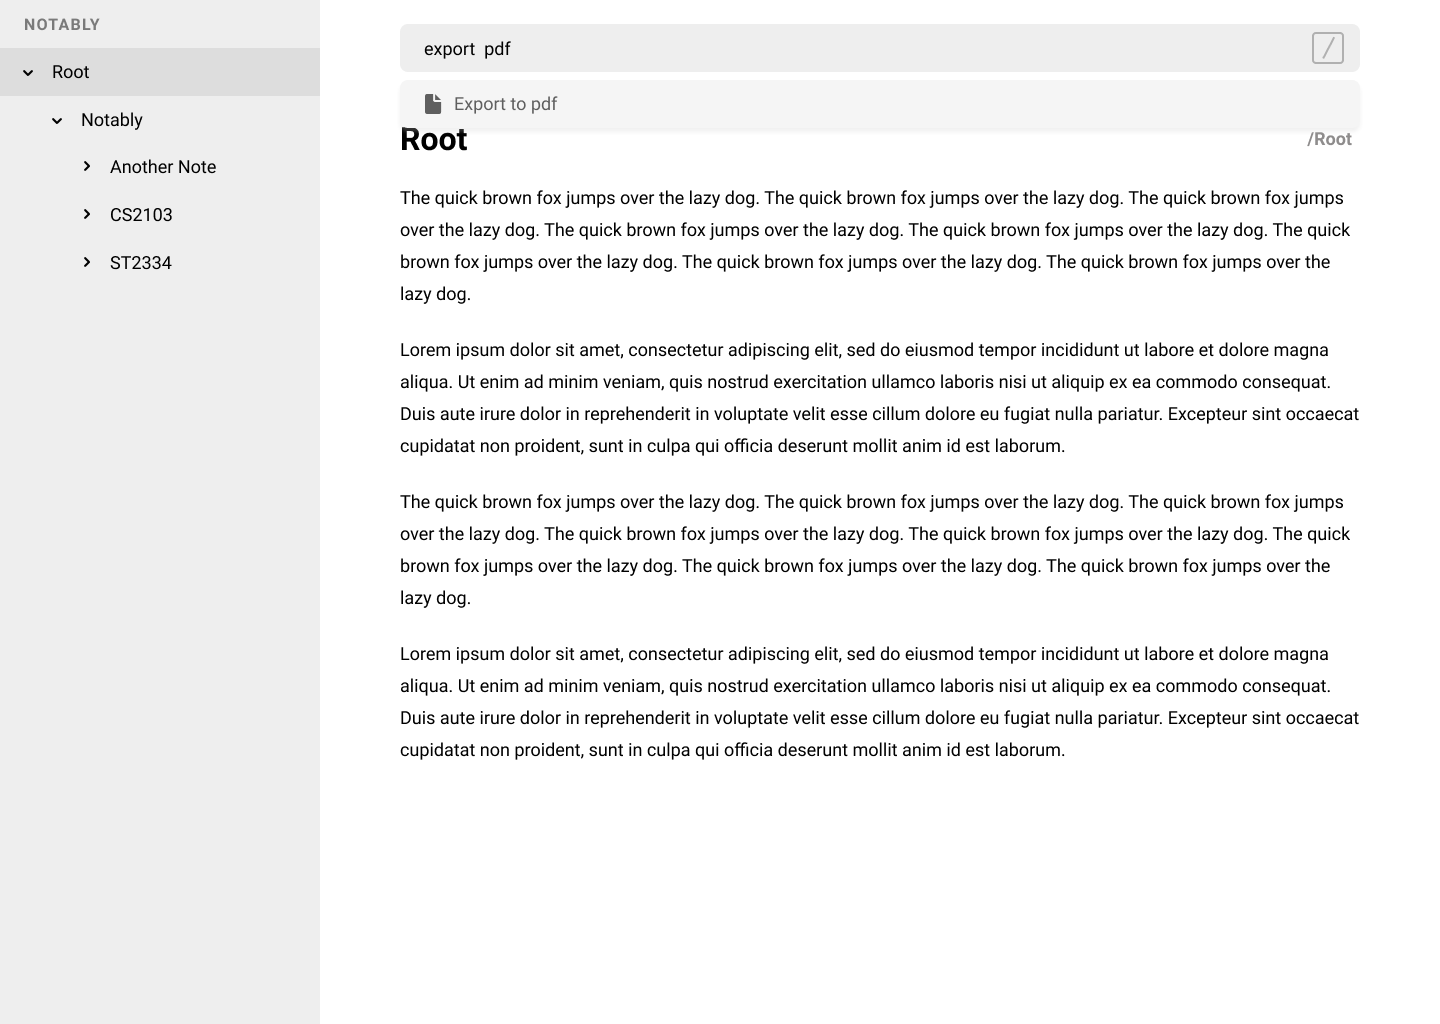 NOTABLY
Root
Notably
Another Note
CS2103
ST2334
export  pdf
/
Export to pdf
Root
/Root
The quick brown fox jumps over the lazy dog. The quick brown fox jumps over the lazy dog. The quick brown fox jumps
over the lazy dog. The quick brown fox jumps over the lazy dog. The quick brown fox jumps over the lazy dog. The quick
brown fox jumps over the lazy dog. The quick brown fox jumps over the lazy dog. The quick brown fox jumps over the
lazy dog.
Lorem ipsum dolor sit amet, consectetur adipiscing elit, sed do eiusmod tempor incididunt ut labore et dolore magna
aliqua. Ut enim ad minim veniam, quis nostrud exercitation ullamco laboris nisi ut aliquip ex ea commodo consequat.
Duis aute irure dolor in reprehenderit in voluptate velit esse cillum dolore eu fugiat nulla pariatur. Excepteur sint occaecat
cupidatat non proident, sunt in culpa qui officia deserunt mollit anim id est laborum.
The quick brown fox jumps over the lazy dog. The quick brown fox jumps over the lazy dog. The quick brown fox jumps
over the lazy dog. The quick brown fox jumps over the lazy dog. The quick brown fox jumps over the lazy dog. The quick
brown fox jumps over the lazy dog. The quick brown fox jumps over the lazy dog. The quick brown fox jumps over the
lazy dog.
Lorem ipsum dolor sit amet, consectetur adipiscing elit, sed do eiusmod tempor incididunt ut labore et dolore magna
aliqua. Ut enim ad minim veniam, quis nostrud exercitation ullamco laboris nisi ut aliquip ex ea commodo consequat.
Duis aute irure dolor in reprehenderit in voluptate velit esse cillum dolore eu fugiat nulla pariatur. Excepteur sint occaecat
cupidatat non proident, sunt in culpa qui officia deserunt mollit anim id est laborum.